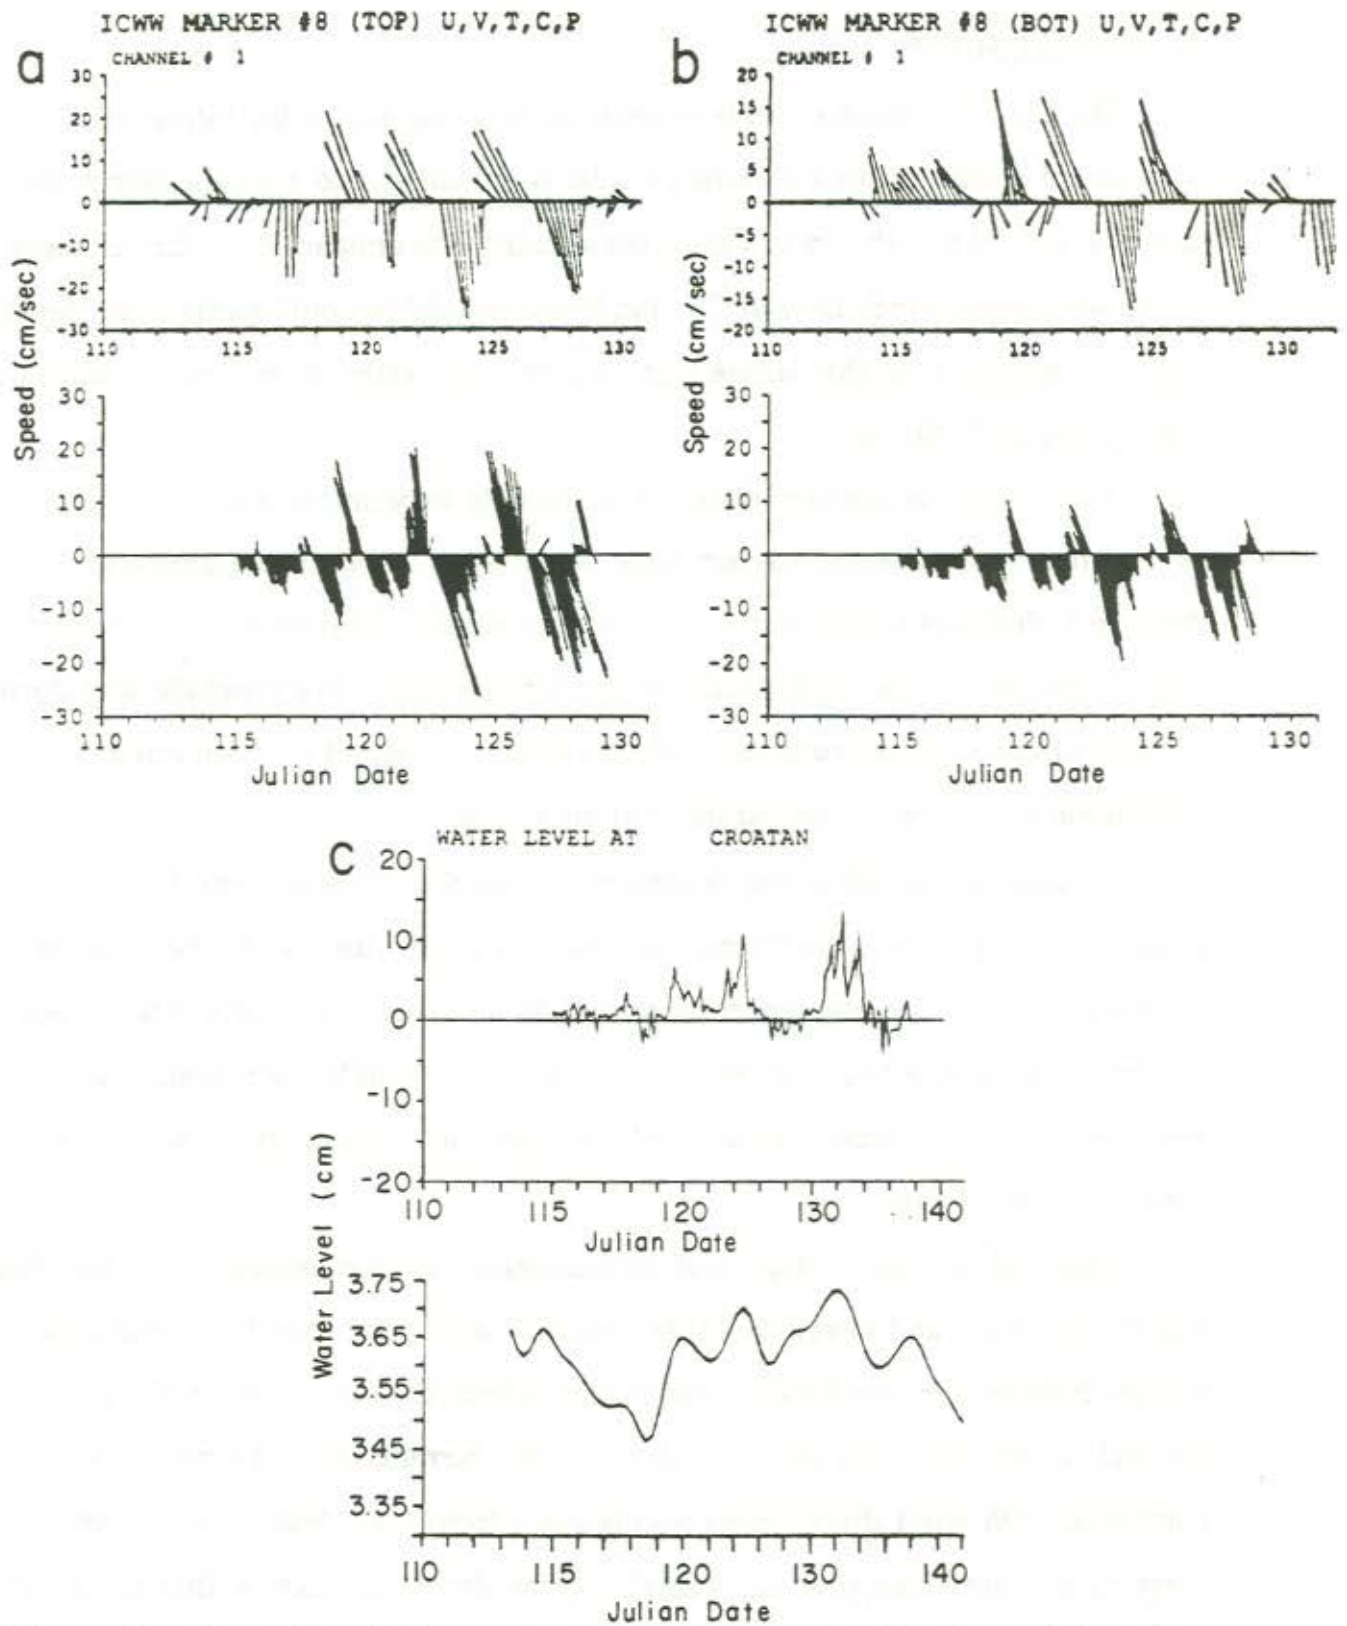 ICWW MARKER #8 (TOP) U,V,T,C,P
a
CHANNEL # 1
30
20
10
0
-10
-20
-30
110 115 120 125 130
Speed (cm/sec)
30
20
10
0
-10
-20
-30
110 115 120 125 130
Julian Date
ICWW MARKER #8 (BOT) U,V,T,C,P
b
CHANNEL # 1
20
15
10
5
0
-5
-10
-15
-20
110 115 120 125 130
Speed (cm/sec)
30
20
10
0
-10
-20
-30
110 115 120 125 130
Julian Date
C
WATER LEVEL AT CROATAN
20
10
0
-10
-20
110 115 120 130 140
Julian Date
Water Level (cm)
3.75
3.65
3.55
3.45
3.35
110 115 120 130 140
Julian Date